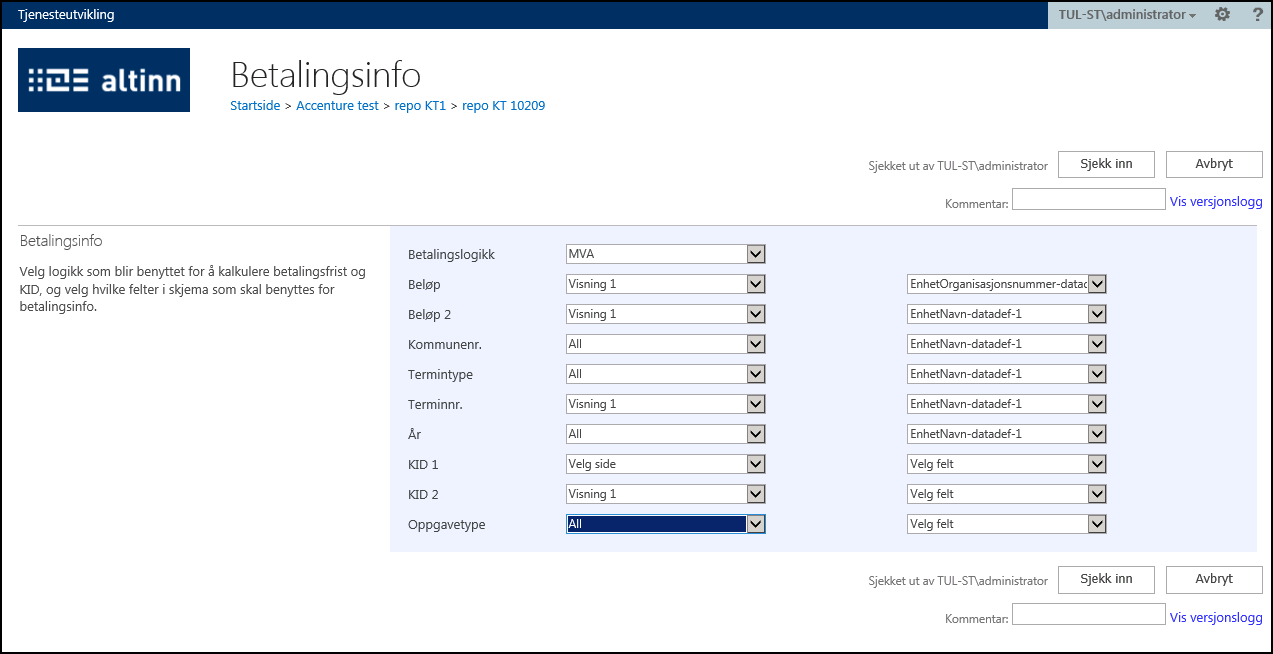 Tjenesteutvikling TUL-ST\administrator ?
altinn
Betalingsinfo
Startside > Accenture test > repo KT1 > repo KT 10209
Sjekket ut av TUL-ST\administrator Sjekk inn Avbryt
Kommentar: Vis versjonslogg
Betalingsinfo
Velg logikk som blir benyttet for å kalkulere betalingsfrist og
KID, og velg hvilke felter i skjema som skal benyttes for
betalingsinfo.
Betalingslogikk MVA
Beløp Visning 1 EnhetOrganisasjonsnummer-datad
Beløp 2 Visning 1 EnhetNavn-datadef-1
Kommunenr. All EnhetNavn-datadef-1
Termintype All EnhetNavn-datadef-1
Terminnr. Visning 1 EnhetNavn-datadef-1
År All EnhetNavn-datadef-1
KID 1 Velg side Velg felt
KID 2 Visning 1 Velg felt
Oppgavetype All Velg felt
Sjekket ut av TUL-ST\administrator Sjekk inn Avbryt
Kommentar: Vis versjonslogg